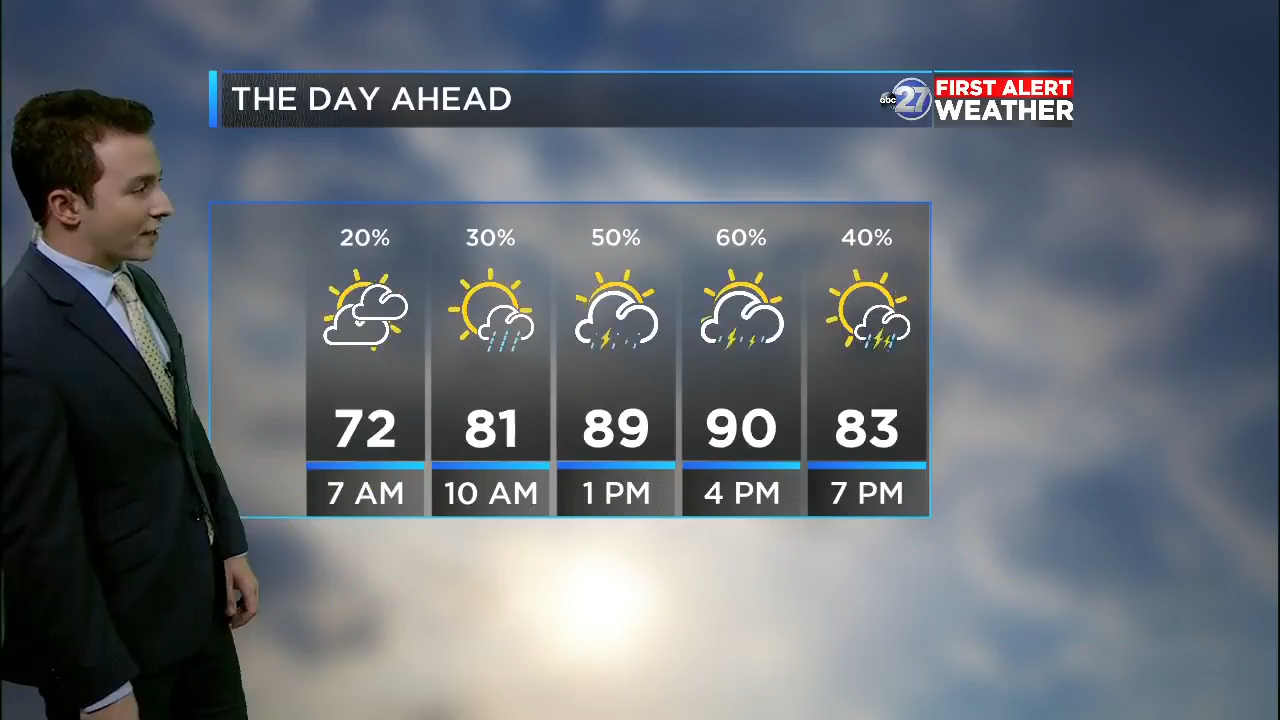 THE DAY AHEAD
abc 27
FIRST ALERT
WEATHER
20% 30% 50% 60% 40%
72 81 89 90 83
7 AM 10 AM 1 PM 4 PM 7 PM